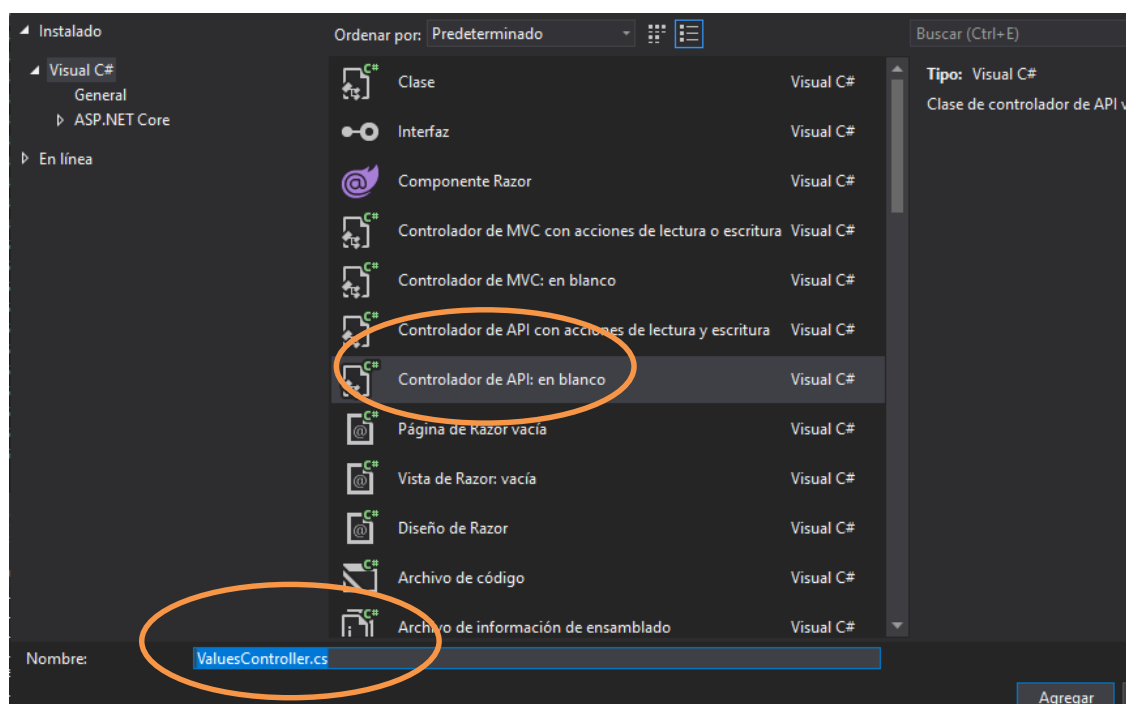 Instalado
Visual C#
General
ASP.NET Core
En línea
Ordenar por: Predeterminado
Clase Visual C#
Interfaz Visual C#
Componente Razor Visual C#
Controlador de MVC con acciones de lectura o escritura Visual C#
Controlador de MVC: en blanco Visual C#
Controlador de API con acciones de lectura y escritura Visual C#
Controlador de API: en blanco Visual C#
Página de Razor vacía Visual C#
Vista de Razor: vacía Visual C#
Diseño de Razor Visual C#
Archivo de código Visual C#
Archivo de información de ensamblado Visual C#
Buscar (Ctrl+E)
Tipo: Visual C#
Clase de controlador de API v
Nombre: ValuesController.cs
Agregar